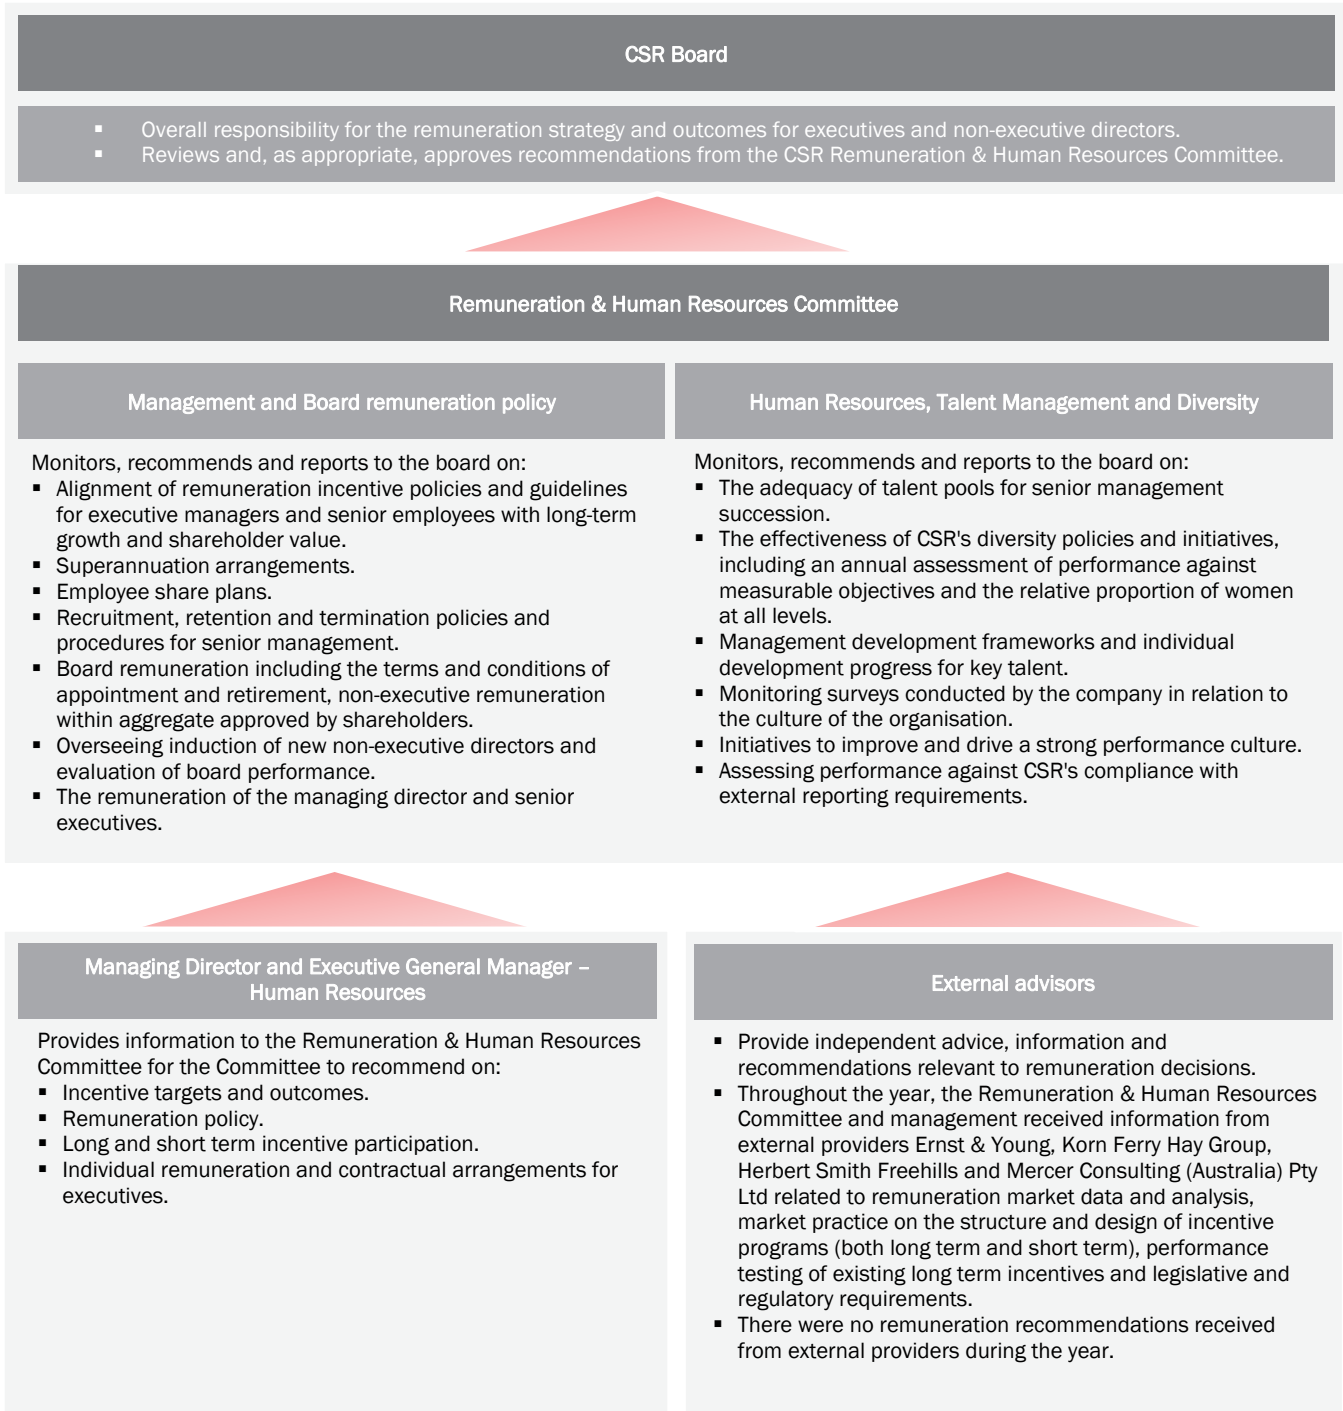 CSR Board
▪ Overall responsibility for the remuneration strategy and outcomes for executives and non-executive directors.
▪ Reviews and, as appropriate, approves recommendations from the CSR Remuneration & Human Resources Committee.
Remuneration & Human Resources Committee
Management and Board remuneration policy
Monitors, recommends and reports to the board on:
▪ Alignment of remuneration incentive policies and guidelines
for executive managers and senior employees with long-term
growth and shareholder value.
▪ Superannuation arrangements.
▪ Employee share plans.
▪ Recruitment, retention and termination policies and
procedures for senior management.
▪ Board remuneration including the terms and conditions of
appointment and retirement, non-executive remuneration
within aggregate approved by shareholders.
▪ Overseeing induction of new non-executive directors and
evaluation of board performance.
▪ The remuneration of the managing director and senior
executives.
Human Resources, Talent Management and Diversity
Monitors, recommends and reports to the board on:
▪ The adequacy of talent pools for senior management
succession.
▪ The effectiveness of CSR's diversity policies and initiatives,
including an annual assessment of performance against
measurable objectives and the relative proportion of women
at all levels.
▪ Management development frameworks and individual
development progress for key talent.
▪ Monitoring surveys conducted by the company in relation to
the culture of the organisation.
▪ Initiatives to improve and drive a strong performance culture.
▪ Assessing performance against CSR's compliance with
external reporting requirements.
Managing Director and Executive General Manager –
Human Resources
Provides information to the Remuneration & Human Resources
Committee for the Committee to recommend on:
▪ Incentive targets and outcomes.
▪ Remuneration policy.
▪ Long and short term incentive participation.
▪ Individual remuneration and contractual arrangements for
executives.
External advisors
▪ Provide independent advice, information and
recommendations relevant to remuneration decisions.
▪ Throughout the year, the Remuneration & Human Resources
Committee and management received information from
external providers Ernst & Young, Korn Ferry Hay Group,
Herbert Smith Freehills and Mercer Consulting (Australia) Pty
Ltd related to remuneration market data and analysis,
market practice on the structure and design of incentive
programs (both long term and short term), performance
testing of existing long term incentives and legislative and
regulatory requirements.
▪ There were no remuneration recommendations received
from external providers during the year.